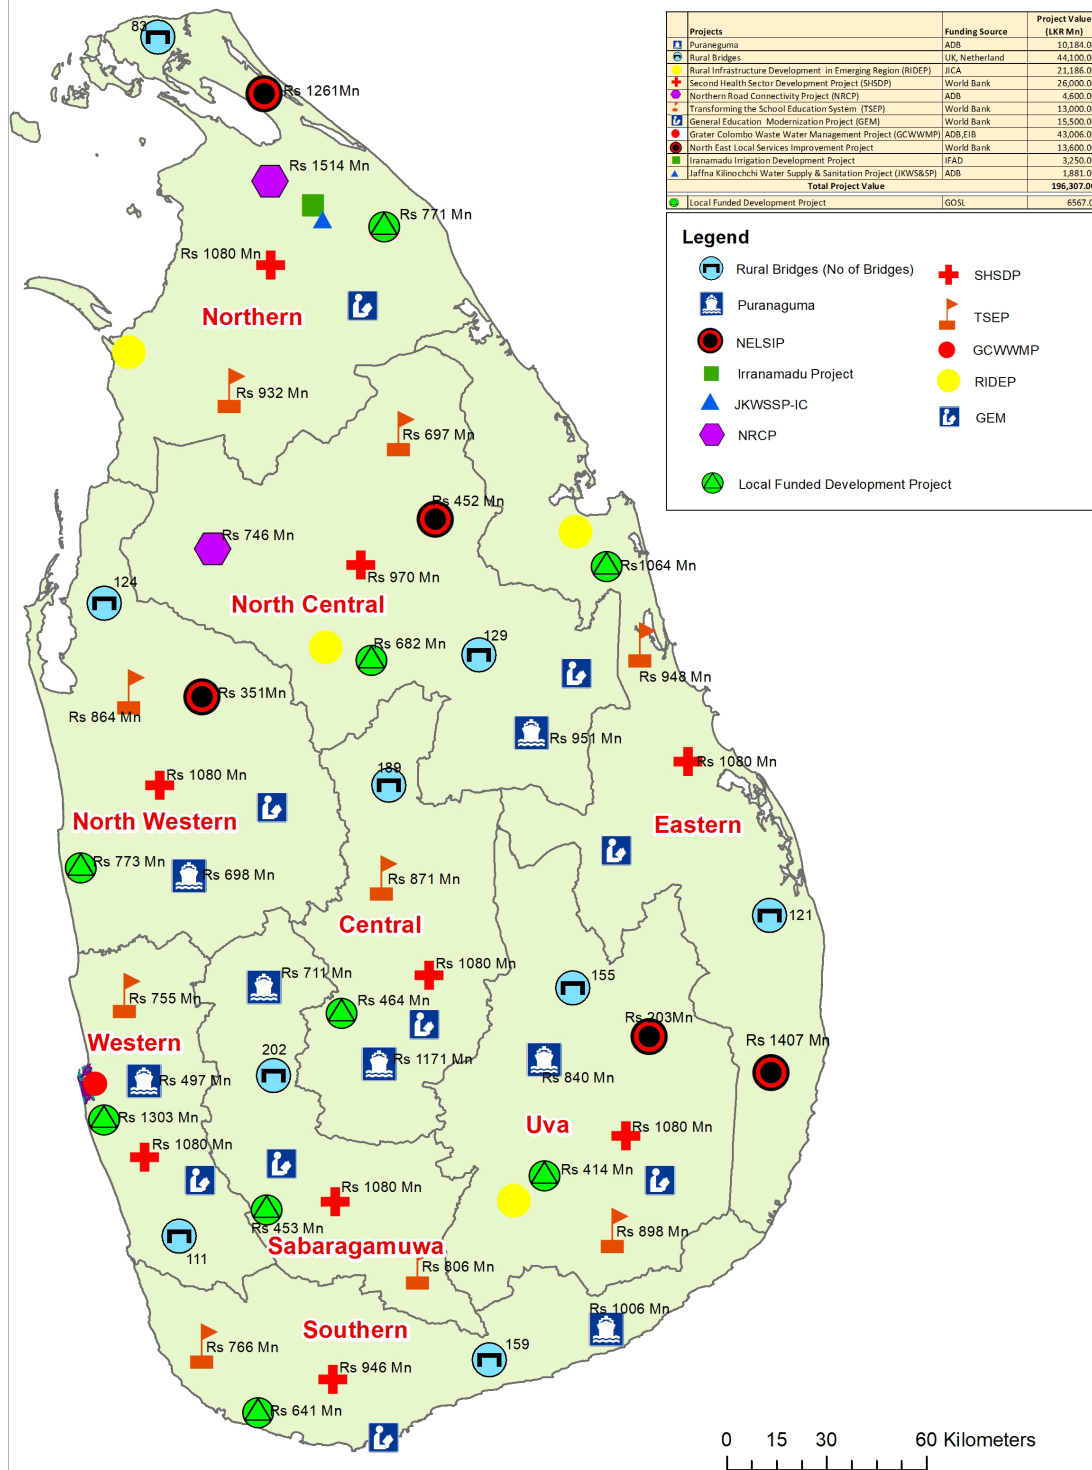 Projects Funding Source Project Value (LKR Mn)
Puraneguma ADB 10,184.0
Rural Bridges UK, Netherland 44,100.0
Rural Infrastructure Development in Emerging Region (RIDEP) JICA 21,186.0
Second Health Sector Development Project (SHSDP) World Bank 26,000.0
Northern Road Connectivity Project (NRCP) ADB 4,600.0
Transforming the School Education System (TSEP) World Bank 13,000.0
General Education Modernization Project (GEM) World Bank 15,500.0
Grater Colombo Waste Water Management Project (GCWWMP) ADB,EIB 43,006.0
North East Local Services Improvement Project World Bank 13,600.0
Iranamadu Irrigation Development Project IFAD 3,250.0
Jaffna Kilinochchi Water Supply & Sanitation Project (JKWS&SP) ADB 1,881.0
Total Project Value 196,307.0
Local Funded Development Project GOSL 6567.0
Legend
Rural Bridges (No of Bridges)
Puranaguma
NELSIP
Irranamadu Project
JKWSSP-IC
NRCP
Local Funded Development Project
SHSDP
TSEP
GCWWMP
RIDEP
GEM
83
Rs 1261Mn
Rs 1514 Mn
Rs 771 Mn
Rs 1080 Mn
Northern
Rs 932 Mn
Rs 697 Mn
Rs 452 Mn
Rs 746 Mn
Rs1064 Mn
Rs 970 Mn
124
North Central
129
Rs 682 Mn
Rs 948 Mn
Rs 351Mn
Rs 864 Mn
Rs 951 Mn
Rs 1080 Mn
189
Rs 1080 Mn
North Western
Eastern
Rs 773 Mn
Rs 698 Mn
Rs 871 Mn
121
Central
Rs 1080 Mn
Rs 711 Mn
155
Rs 755 Mn
Rs 464 Mn
Rs 203Mn
Western
Rs 1407 Mn
202
Rs 1171 Mn
Rs 497 Mn
Rs 840 Mn
Rs 1303 Mn
Uva
Rs 1080 Mn
Rs 1080 Mn
Rs 414 Mn
Rs 1080 Mn
Rs 453 Mn
Rs 898 Mn
Sabaragamuwa
111
Rs 806 Mn
Rs 1006 Mn
Southern
159
Rs 766 Mn
Rs 946 Mn
Rs 641 Mn
0 15 30 60 Kilometers